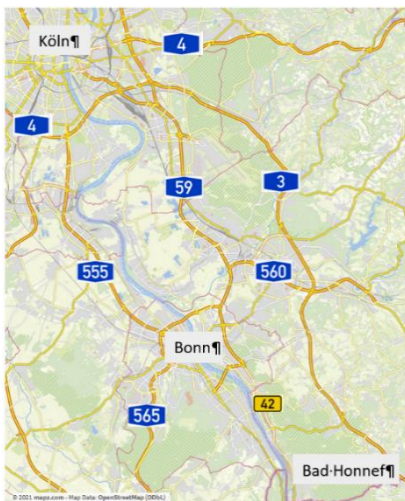 Köln¶
4
4
59
3
555
560
Bonn¶
42
565
Bad·Honnef¶
© 2021 maps.com - Map Data: OpenStreetMap (ODbL)